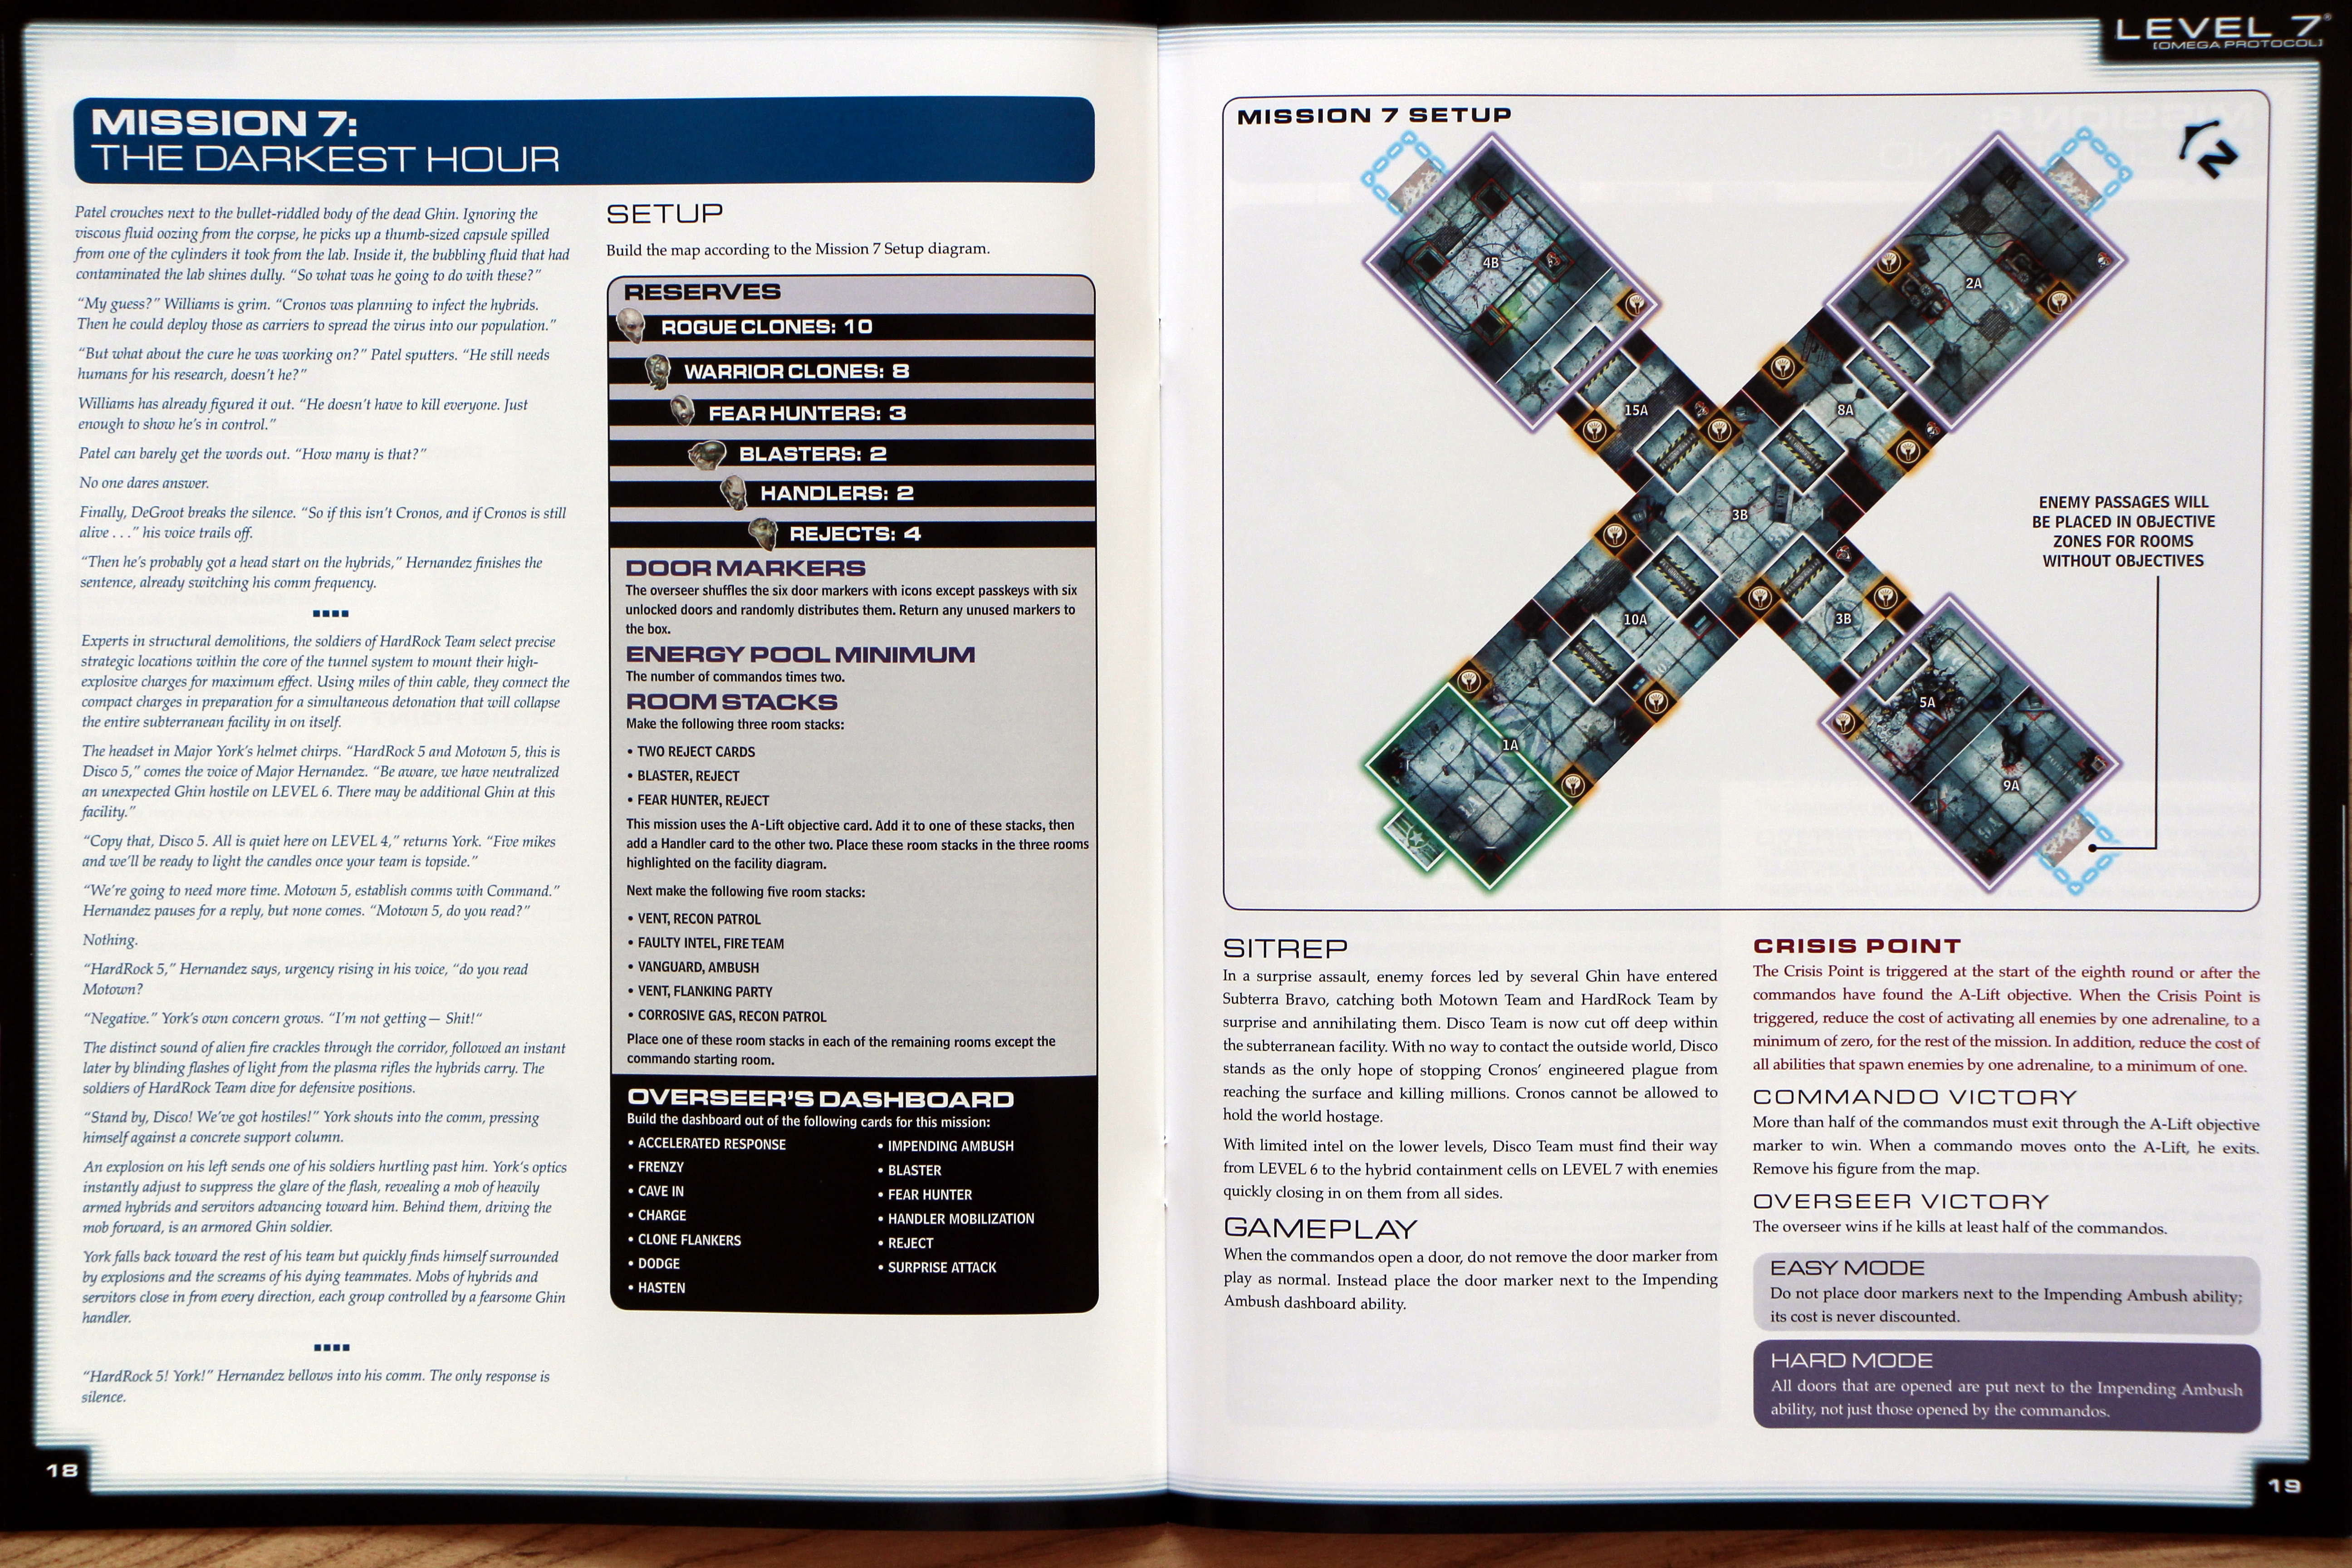 MISSION 7:
THE DARKEST HOUR
Patel crouches next to the bullet-riddled body of the dead Ghin. Ignoring the
viscous fluid oozing from the corpse, he picks up a thumb-sized capsule spilled
from one of the cylinders it took from the lab. Inside it, the bubbling fluid that had
contaminated the lab shines dully. “So what was he going to do with these?”
“My guess?” Williams is grim. “Cronos was planning to infect the hybrids.
Then he could deploy those as carriers to spread the virus into our population.”
“But what about the cure he was working on?” Patel sputters. “He still needs
humans for his research, doesn’t he?”
Williams has already figured it out. “He doesn’t have to kill everyone. Just
enough to show he’s in control.”
Patel can barely get the words out. “How many is that?”
No one dares answer.
Finally, DeGroot breaks the silence. “So if this isn’t Cronos, and if Cronos is still
alive . . .” his voice trails off.
“Then he’s probably got a head start on the hybrids,” Hernandez finishes the
sentence, already switching his comm frequency.
Experts in structural demolitions, the soldiers of HardRock Team select precise
strategic locations within the core of the tunnel system to mount their high-
explosive charges for maximum effect. Using miles of thin cable, they connect the
compact charges in preparation for a simultaneous detonation that will collapse
the entire subterranean facility in on itself.
The headset in Major York’s helmet chirps. “HardRock 5 and Motown 5, this is
Disco 5,” comes the voice of Major Hernandez. “Be aware, we have neutralized
an unexpected Ghin hostile on LEVEL 6. There may be additional Ghin at this
facility.”
“Copy that, Disco 5. All is quiet here on LEVEL 4,” returns York. “Five mikes
and we’ll be ready to light the candles once your team is topside.”
“We’re going to need more time. Motown 5, establish comms with Command.”
Hernandez pauses for a reply, but none comes. “Motown 5, do you read?”
Nothing.
“HardRock 5,” Hernandez says, urgency rising in his voice, “do you read
Motown?
“Negative.” York’s own concern grows. “I’m not getting— Shit!“
The distinct sound of alien fire crackles through the corridor, followed an instant
later by blinding flashes of light from the plasma rifles the hybrids carry. The
soldiers of HardRock Team dive for defensive positions.
“Stand by, Disco! We’ve got hostiles!” York shouts into the comm, pressing
himself against a concrete support column.
An explosion on his left sends one of his soldiers hurtling past him. York’s optics
instantly adjust to suppress the glare of the flash, revealing a mob of heavily
armed hybrids and servitors advancing toward him. Behind them, driving the
mob forward, is an armored Ghin soldier.
York falls back toward the rest of his team but quickly finds himself surrounded
by explosions and the screams of his dying teammates. Mobs of hybrids and
servitors close in from every direction, each group controlled by a fearsome Ghin
handler.
“HardRock 5! York!” Hernandez bellows into his comm. The only response is
silence.
18
SETUP
Build the map according to the Mission 7 Setup diagram.
RESERVES
ROGUE CLONES: 10
WARRIOR CLONES: 8
FEAR HUNTERS: 3
BLASTERS: 2
HANDLERS: 2
REJECTS: 4
DOOR MARKERS
The overseer shuffles the six door markers with icons except passkeys with six
unlocked doors and randomly distributes them. Return any unused markers to
the box.
ENERGY POOL MINIMUM
The number of commandos times two.
ROOM STACKS
Make the following three room stacks:
• TWO REJECT CARDS
• BLASTER, REJECT
• FEAR HUNTER, REJECT
This mission uses the A-Lift objective card. Add it to one of these stacks, then
add a Handler card to the other two. Place these room stacks in the three rooms
highlighted on the facility diagram.
Next make the following five room stacks:
• VENT, RECON PATROL
• FAULTY INTEL, FIRE TEAM
• VANGUARD, AMBUSH
• VENT, FLANKING PARTY
• CORROSIVE GAS, RECON PATROL
Place one of these room stacks in each of the remaining rooms except the
commando starting room.
OVERSEER’S DASHBOARD
Build the dashboard out of the following cards for this mission:
• ACCELERATED RESPONSE
• FRENZY
• CAVE IN
• CHARGE
• CLONE FLANKERS
• DODGE
• HASTEN
• IMPENDING AMBUSH
• BLASTER
• FEAR HUNTER
• HANDLER MOBILIZATION
• REJECT
• SURPRISE ATTACK
LEVEL 7®
[OMEGA PROTOCOL]
MISSION 7 SETUP
N
4B
2A
15A
8A
3B
10A
3B
1A
5A
9A
ENEMY PASSAGES WILL
BE PLACED IN OBJECTIVE
ZONES FOR ROOMS
WITHOUT OBJECTIVES
SITREP
In a surprise assault, enemy forces led by several Ghin have entered
Subterra Bravo, catching both Motown Team and HardRock Team by
surprise and annihilating them. Disco Team is now cut off deep within
the subterranean facility. With no way to contact the outside world, Disco
stands as the only hope of stopping Cronos’ engineered plague from
reaching the surface and killing millions. Cronos cannot be allowed to
hold the world hostage.
With limited intel on the lower levels, Disco Team must find their way
from LEVEL 6 to the hybrid containment cells on LEVEL 7 with enemies
quickly closing in on them from all sides.
GAMEPLAY
When the commandos open a door, do not remove the door marker from
play as normal. Instead place the door marker next to the Impending
Ambush dashboard ability.
CRISIS POINT
The Crisis Point is triggered at the start of the eighth round or after the
commandos have found the A-Lift objective. When the Crisis Point is
triggered, reduce the cost of activating all enemies by one adrenaline, to a
minimum of zero, for the rest of the mission. In addition, reduce the cost of
all abilities that spawn enemies by one adrenaline, to a minimum of one.
COMMANDO VICTORY
More than half of the commandos must exit through the A-Lift objective
marker to win. When a commando moves onto the A-Lift, he exits.
Remove his figure from the map.
OVERSEER VICTORY
The overseer wins if he kills at least half of the commandos.
EASY MODE
Do not place door markers next to the Impending Ambush ability;
its cost is never discounted.
HARD MODE
All doors that are opened are put next to the Impending Ambush
ability, not just those opened by the commandos.
19